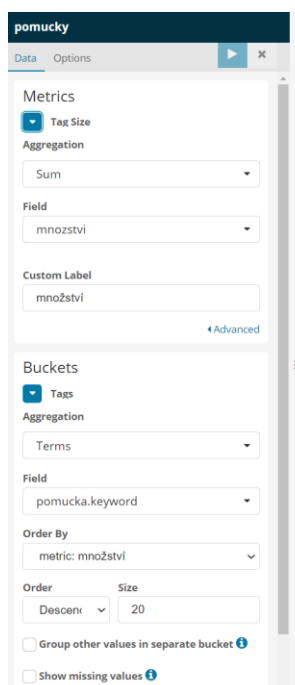 pomucky
Data Options
Metrics
Tag Size
Aggregation
Sum
Field
mnozstvi
Custom Label
množství
Advanced
Buckets
Tags
Aggregation
Terms
Field
pomucka.keyword
Order By
metric: množství
Order Size
Descenc 20
Group other values in separate bucket
Show missing values